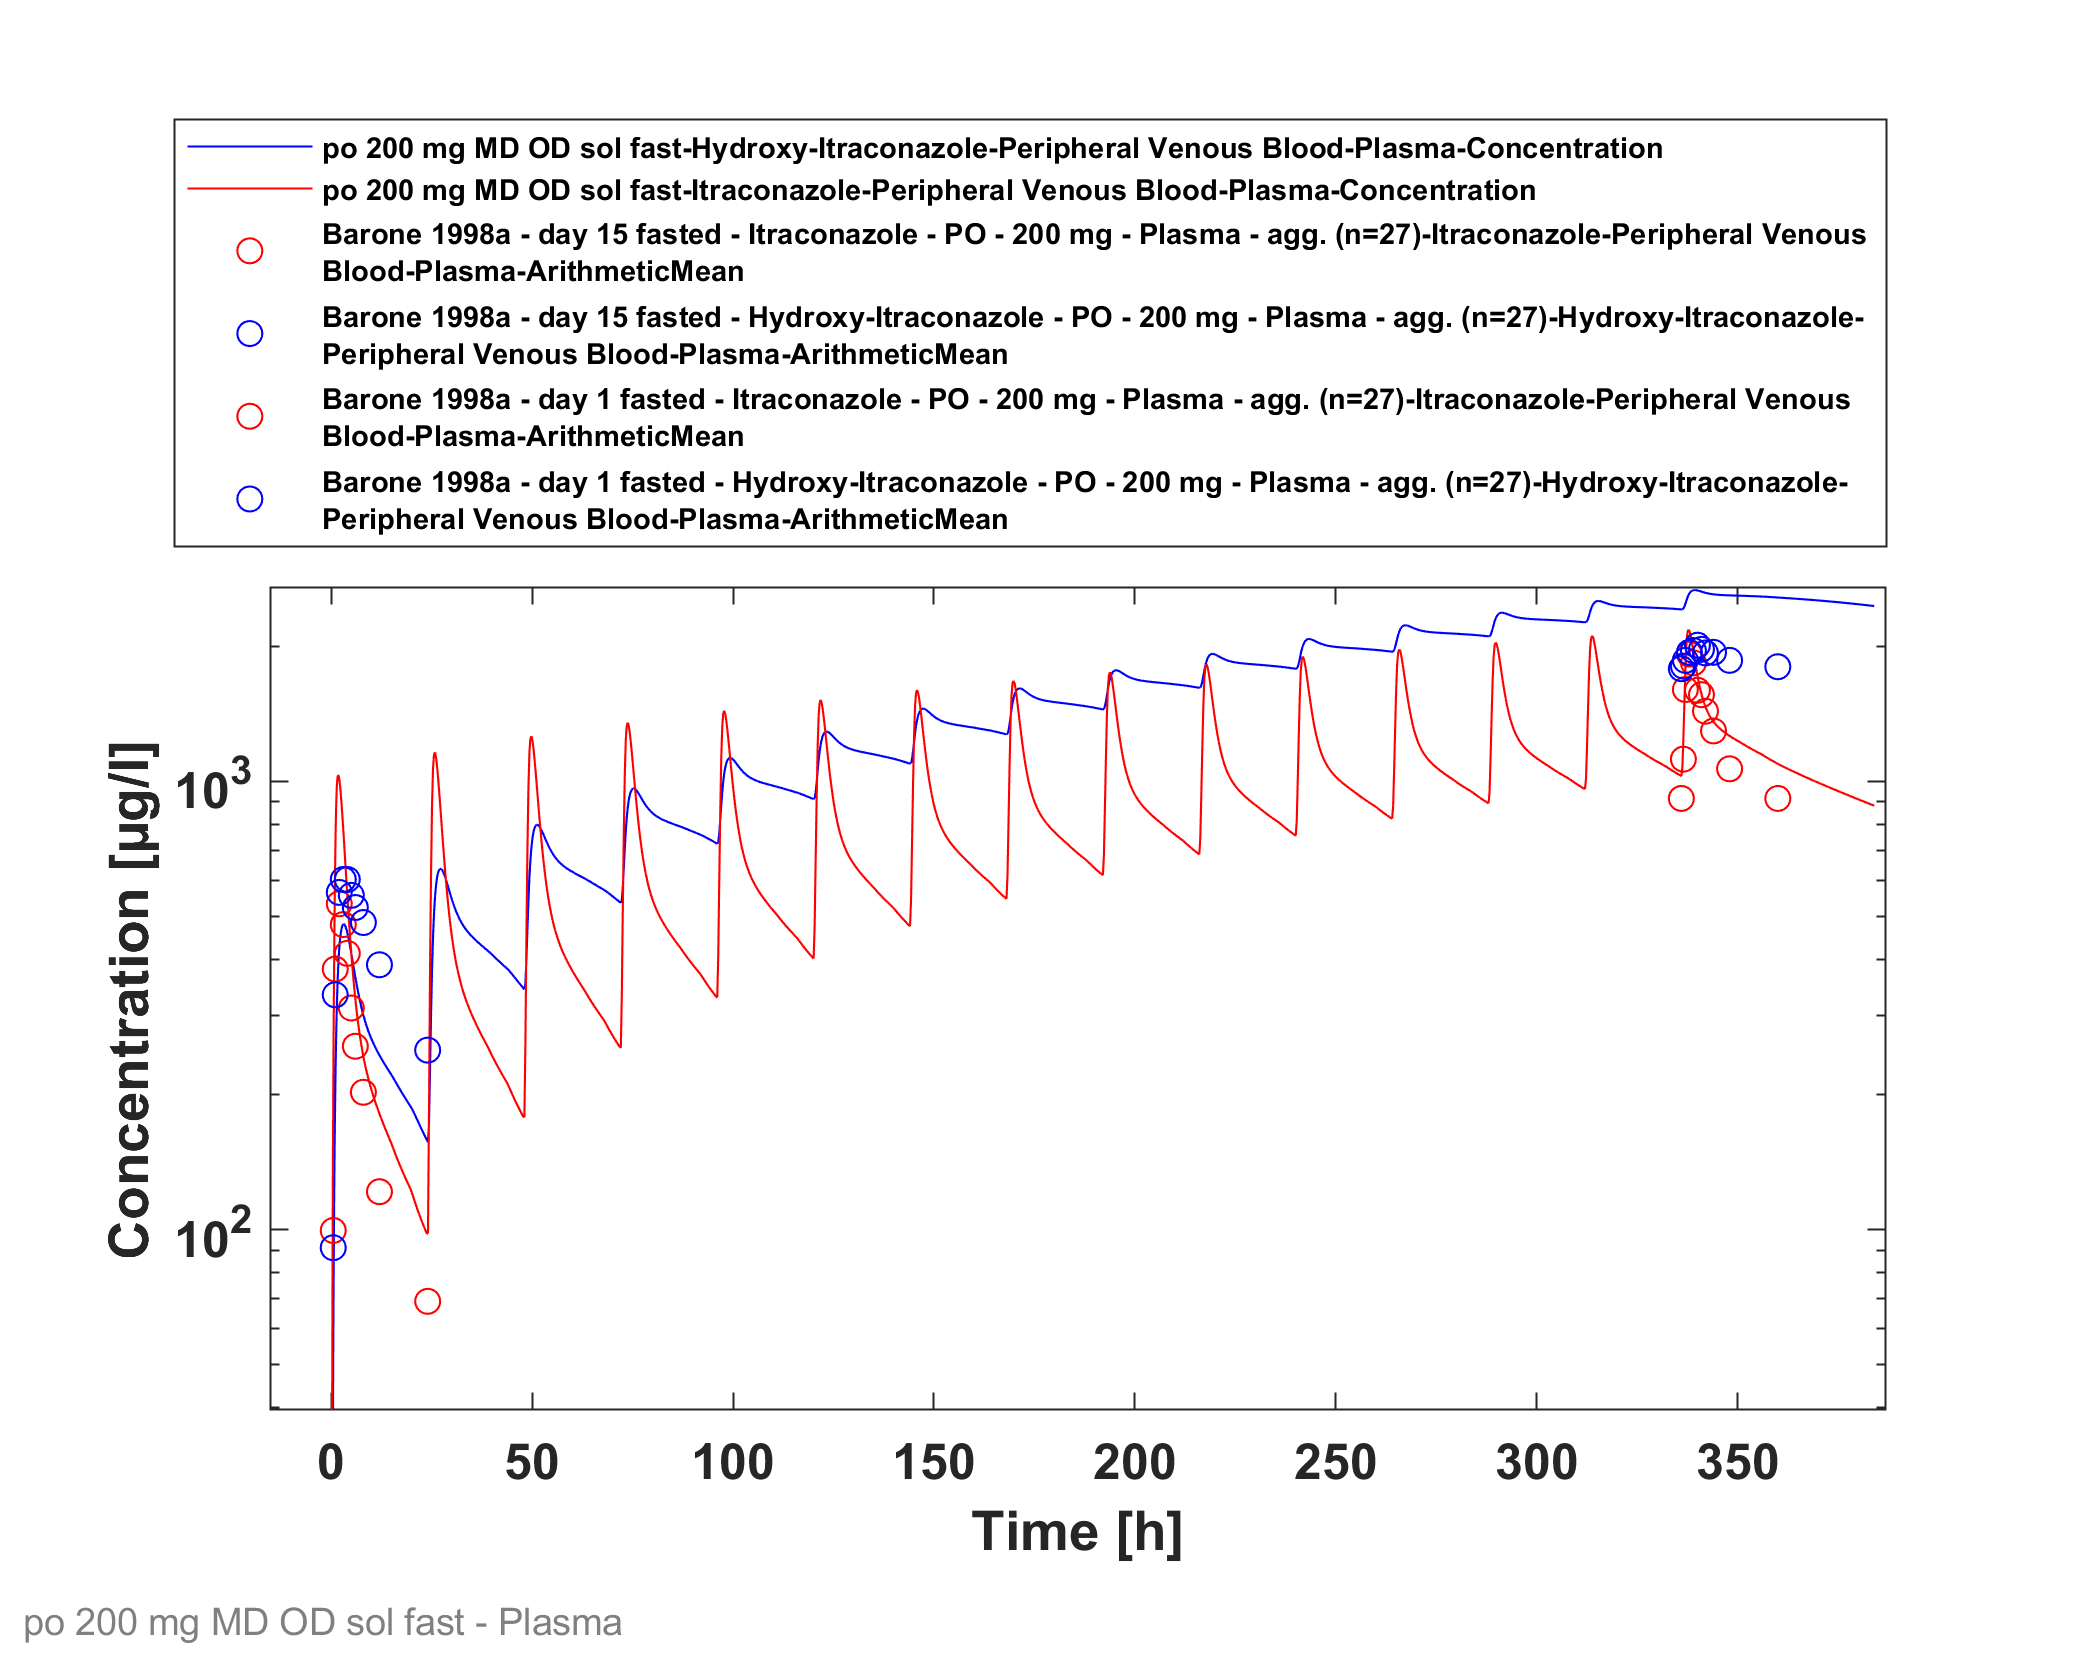 po 200 mg MD OD sol fast-Hydroxy-Itraconazole-Peripheral Venous Blood-Plasma-Concentration
po 200 mg MD OD sol fast-Itraconazole-Peripheral Venous Blood-Plasma-Concentration
Barone 1998a - day 15 fasted - Itraconazole - PO - 200 mg - Plasma - agg. (n=27)-Itraconazole-Peripheral Venous
Blood-Plasma-ArithmeticMean
Barone 1998a - day 15 fasted - Hydroxy-Itraconazole - PO - 200 mg - Plasma - agg. (n=27)-Hydroxy-Itraconazole-
Peripheral Venous Blood-Plasma-ArithmeticMean
Barone 1998a - day 1 fasted - Itraconazole - PO - 200 mg - Plasma - agg. (n=27)-Itraconazole-Peripheral Venous
Blood-Plasma-ArithmeticMean
Barone 1998a - day 1 fasted - Hydroxy-Itraconazole - PO - 200 mg - Plasma - agg. (n=27)-Hydroxy-Itraconazole-
Peripheral Venous Blood-Plasma-ArithmeticMean
Concentration [µg/l]
10³
10²
0 50 100 150 200 250 300 350
Time [h]
po 200 mg MD OD sol fast - Plasma